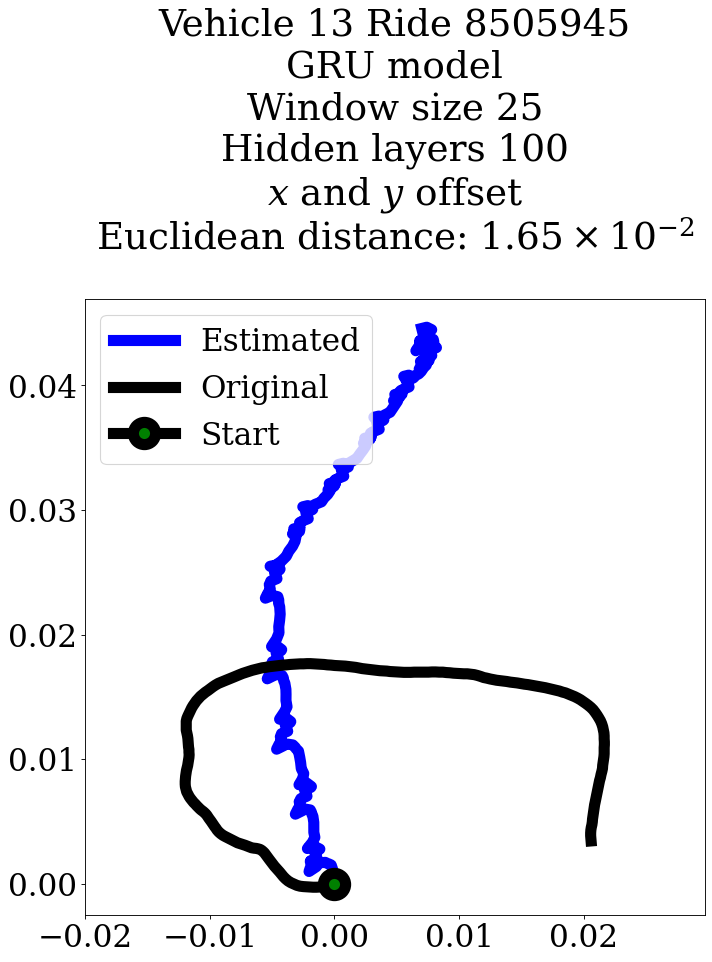 Vehicle 13 Ride 8505945
GRU model
Window size 25
Hidden layers 100
x and y offset
Euclidean distance: 1.65 × 10⁻²
Estimated
Original
Start
0.04
0.03
0.02
0.01
0.00
−0.02 −0.01 0.00 0.01 0.02